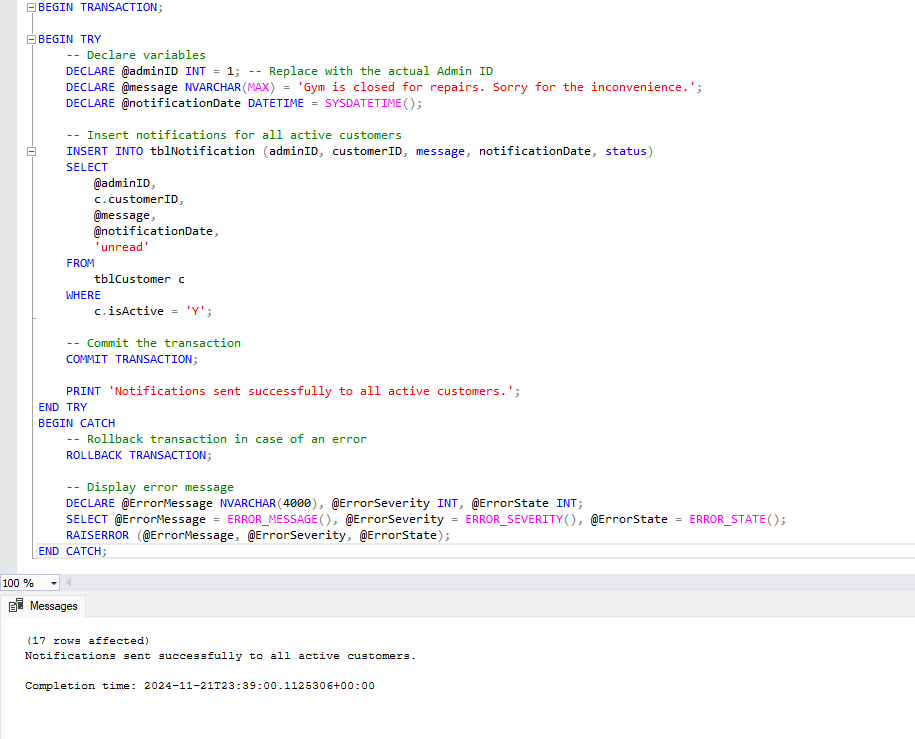 BEGIN TRANSACTION;
BEGIN TRY
-- Declare variables
DECLARE @adminID INT = 1; -- Replace with the actual Admin ID
DECLARE @message NVARCHAR(MAX) = 'Gym is closed for repairs. Sorry for the inconvenience.';
DECLARE @notificationDate DATETIME = SYSDATETIME();
-- Insert notifications for all active customers
INSERT INTO tblNotification (adminID, customerID, message, notificationDate, status)
SELECT
@adminID,
c.customerID,
@message,
@notificationDate,
'unread'
FROM
tblCustomer c
WHERE
c.isActive = 'Y';
-- Commit the transaction
COMMIT TRANSACTION;
PRINT 'Notifications sent successfully to all active customers.';
END TRY
BEGIN CATCH
-- Rollback transaction in case of an error
ROLLBACK TRANSACTION;
-- Display error message
DECLARE @ErrorMessage NVARCHAR(4000), @ErrorSeverity INT, @ErrorState INT;
SELECT @ErrorMessage = ERROR_MESSAGE(), @ErrorSeverity = ERROR_SEVERITY(), @ErrorState = ERROR_STATE();
RAISERROR (@ErrorMessage, @ErrorSeverity, @ErrorState);
END CATCH;
100 %
Messages
(17 rows affected)
Notifications sent successfully to all active customers.
Completion time: 2024-11-21T23:39:00.1125306+00:00